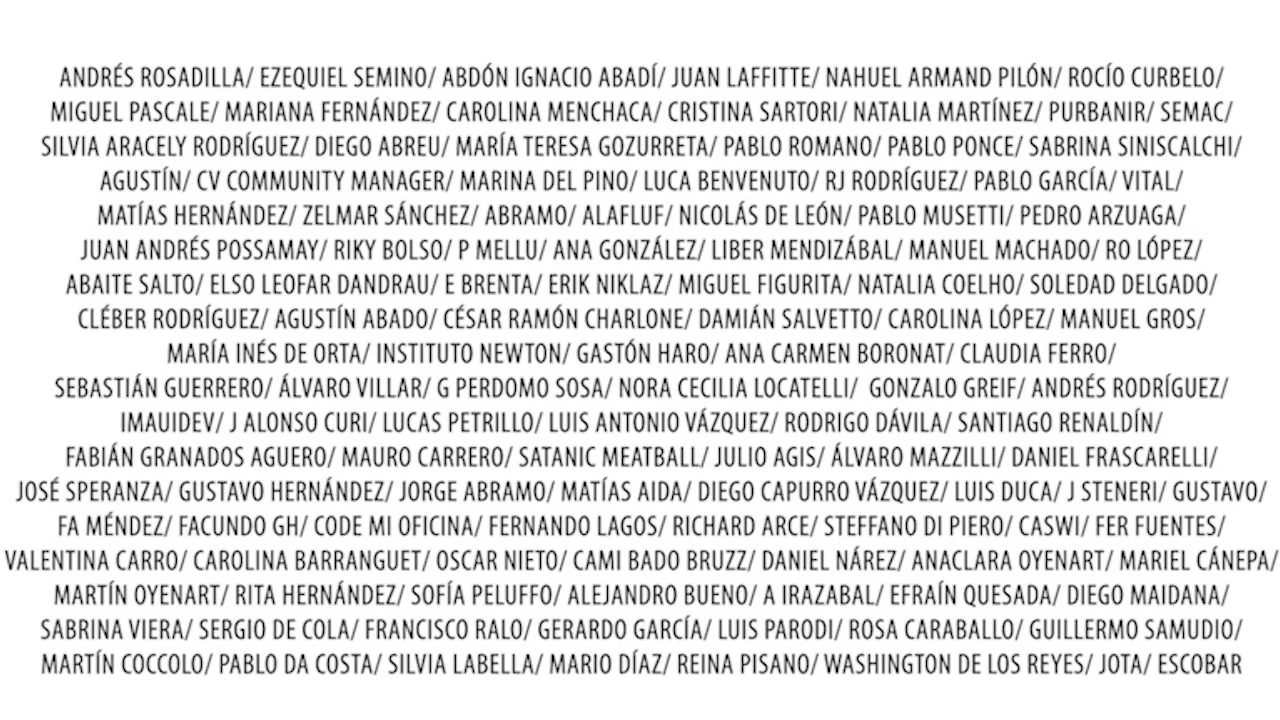 ANDRÉS ROSADILLA/ EZEQUIEL SEMINO/ ABDÓN IGNACIO ABADÍ/ JUAN LAFFITTE/ NAHUEL ARMAND PILÓN/ ROCÍO CURBELO/
MIGUEL PASCALE/ MARIANA FERNÁNDEZ/ CAROLINA MENCHACA/ CRISTINA SARTORI/ NATALIA MARTÍNEZ/ PURBANIR/ SEMAC/
SILVIA ARACELY RODRÍGUEZ/ DIEGO ABREU/ MARÍA TERESA GOZURRETA/ PABLO ROMANO/ PABLO PONCE/ SABRINA SINISCALCHI/
AGUSTÍN/ CV COMMUNITY MANAGER/ MARINA DEL PINO/ LUCA BENVENUTO/ RJ RODRÍGUEZ/ PABLO GARCÍA/ VITAL/
MATÍAS HERNÁNDEZ/ ZELMAR SÁNCHEZ/ ABRAMO/ ALAFLUF/ NICOLÁS DE LEÓN/ PABLO MUSETTI/ PEDRO ARZUAGA/
JUAN ANDRÉS POSSAMAY/ RIKY BOLSO/ P MELLU/ ANA GONZÁLEZ/ LIBER MENDIZÁBAL/ MANUEL MACHADO/ RO LÓPEZ/
ABAITE SALTO/ ELSO LEOFAR DANDRAU/ E BRENTA/ ERIK NIKLAZ/ MIGUEL FIGURITA/ NATALIA COELHO/ SOLEDAD DELGADO/
CLÉBER RODRÍGUEZ/ AGUSTÍN ABADO/ CÉSAR RAMÓN CHARLONE/ DAMIÁN SALVETTO/ CAROLINA LÓPEZ/ MANUEL GROS/
MARÍA INÉS DE ORTA/ INSTITUTO NEWTON/ GASTÓN HARO/ ANA CARMEN BORONAT/ CLAUDIA FERRO/
SEBASTIÁN GUERRERO/ ÁLVARO VILLAR/ G PERDOMO SOSA/ NORA CECILIA LOCATELLI/ GONZALO GREIF/ ANDRÉS RODRÍGUEZ/
IMAUIDEV/ J ALONSO CURI/ LUCAS PETRILLO/ LUIS ANTONIO VÁZQUEZ/ RODRIGO DÁVILA/ SANTIAGO RENALDÍN/
FABIÁN GRANADOS AGUERO/ MAURO CARRERO/ SATANIC MEATBALL/ JULIO AGIS/ ÁLVARO MAZZILLI/ DANIEL FRASCARELLI/
JOSÉ SPERANZA/ GUSTAVO HERNÁNDEZ/ JORGE ABRAMO/ MATÍAS AIDA/ DIEGO CAPURRO VÁZQUEZ/ LUIS DUCA/ J STENERI/ GUSTAVO/
FA MÉNDEZ/ FACUNDO GH/ CODE MI OFICINA/ FERNANDO LAGOS/ RICHARD ARCE/ STEFFANO DI PIERO/ CASWI/ FER FUENTES/
VALENTINA CARRO/ CAROLINA BARRANGUET/ OSCAR NIETO/ CAMI BADO BRUZZ/ DANIEL NÁREZ/ ANACLARA OYENART/ MARIEL CÁNEPA/
MARTÍN OYENART/ RITA HERNÁNDEZ/ SOFÍA PELUFFO/ ALEJANDRO BUENO/ A IRAZABAL/ EFRAÍN QUESADA/ DIEGO MAIDANA/
SABRINA VIERA/ SERGIO DE COLA/ FRANCISCO RALO/ GERARDO GARCÍA/ LUIS PARODI/ ROSA CARABALLO/ GUILLERMO SAMUDIO/
MARTÍN COCCOLO/ PABLO DA COSTA/ SILVIA LABELLA/ MARIO DÍAZ/ REINA PISANO/ WASHINGTON DE LOS REYES/ JOTA/ ESCOBAR